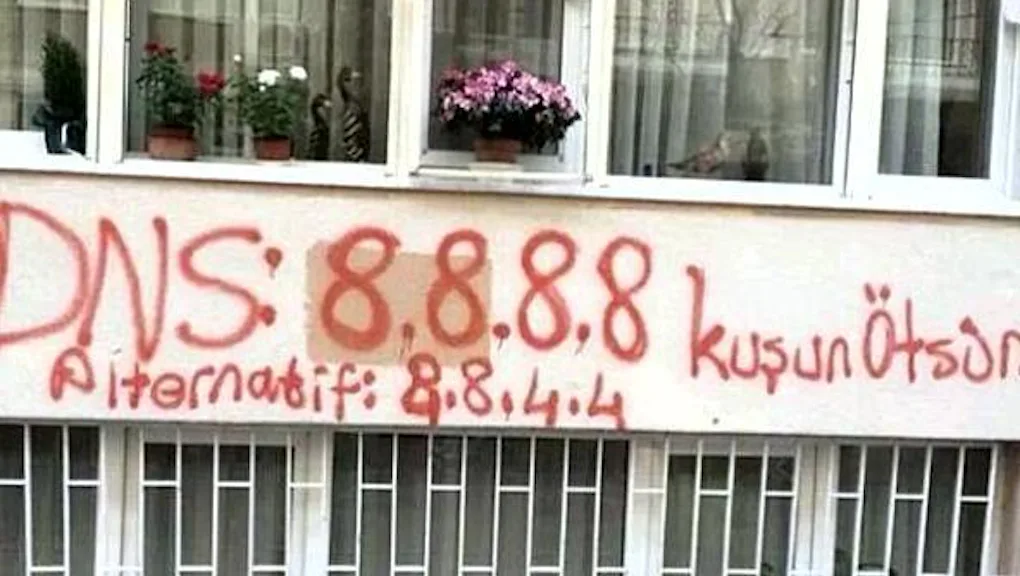 DNS: 8.8.8.8 kuşun Ötsün
Alternatif: 8.8.4.4